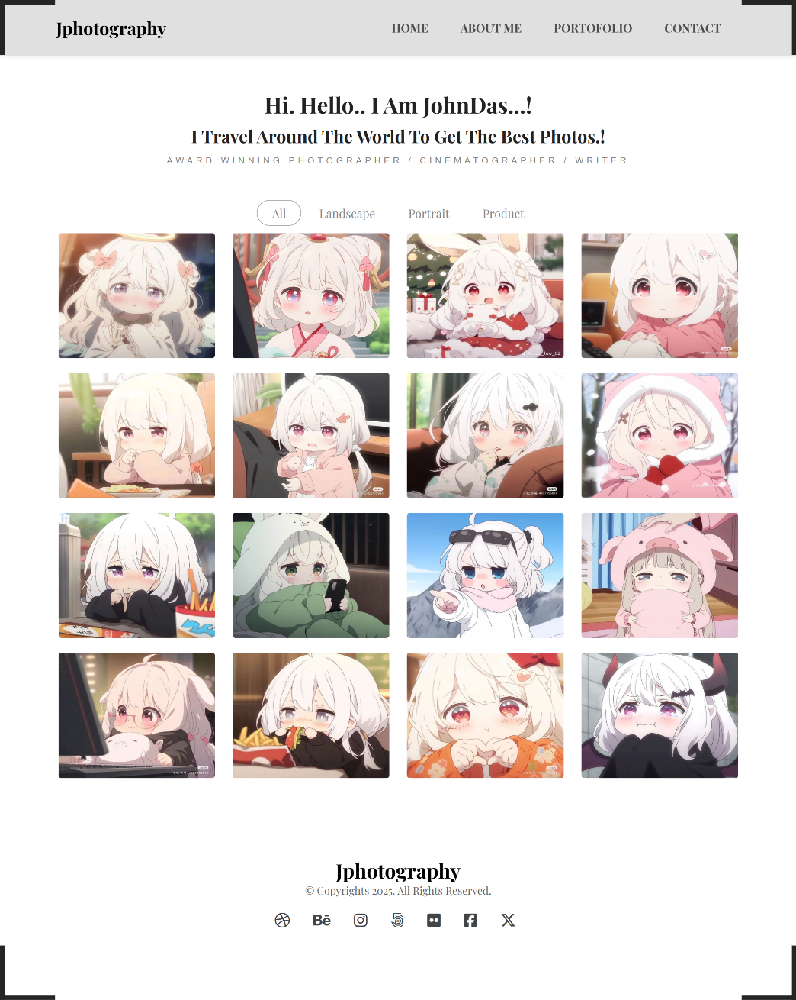 Jphotography
HOME ABOUT ME PORTOFOLIO CONTACT
Hi. Hello.. I Am JohnDas...!
I Travel Around The World To Get The Best Photos.!
AWARD WINNING PHOTOGRAPHER / CINEMATOGRAPHER / WRITER
All Landscape Portrait Product
Jphotography
© Copyrights 2025. All Rights Reserved.
Bē